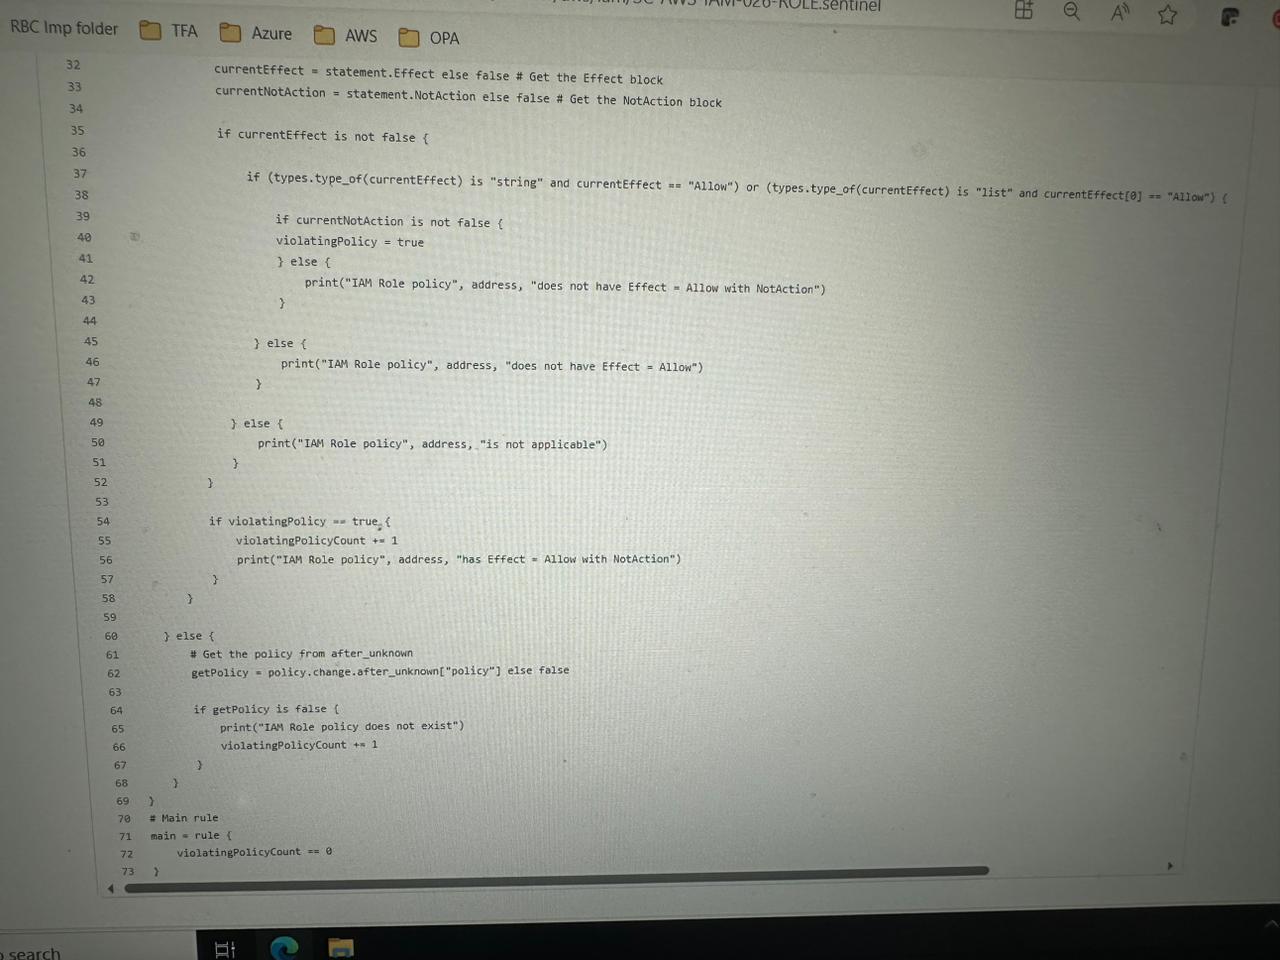 IAM-026-ROLE.sentinel
RBC Imp folder TFA Azure AWS OPA
32 currentEffect = statement.Effect else false # Get the Effect block
33 currentNotAction = statement.NotAction else false # Get the NotAction block
34
35 if currentEffect is not false {
36
37 if (types.type_of(currentEffect) is "string" and currentEffect == "Allow") or (types.type_of(currentEffect) is "list" and currentEffect[0] == "Allow") {
38
39 if currentNotAction is not false {
40 violatingPolicy = true
41 } else {
42 print("IAM Role policy", address, "does not have Effect = Allow with NotAction")
43 }
44
45 } else {
46 print("IAM Role policy", address, "does not have Effect = Allow")
47 }
48
49 } else {
50 print("IAM Role policy", address, "is not applicable")
51 }
52 }
53
54 if violatingPolicy == true {
55 violatingPolicyCount += 1
56 print("IAM Role policy", address, "has Effect = Allow with NotAction")
57 }
58 }
59
60 } else {
61 # Get the policy from after_unknown
62 getPolicy = policy.change.after_unknown["policy"] else false
63
64 if getPolicy is false {
65 print("IAM Role policy does not exist")
66 violatingPolicyCount += 1
67 }
68 }
69 }
70 # Main rule
71 main = rule {
72 violatingPolicyCount == 0
73 }
search